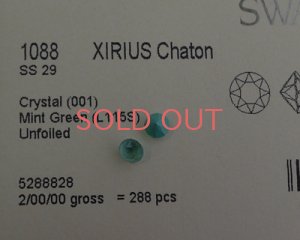 SWA
1088 XIRIUS Chaton
SS 29
Crystal (001)
Mint Green (L115S)
Unfoiled
SOLD OUT
5288828
2/00/00 gross = 288 pcs